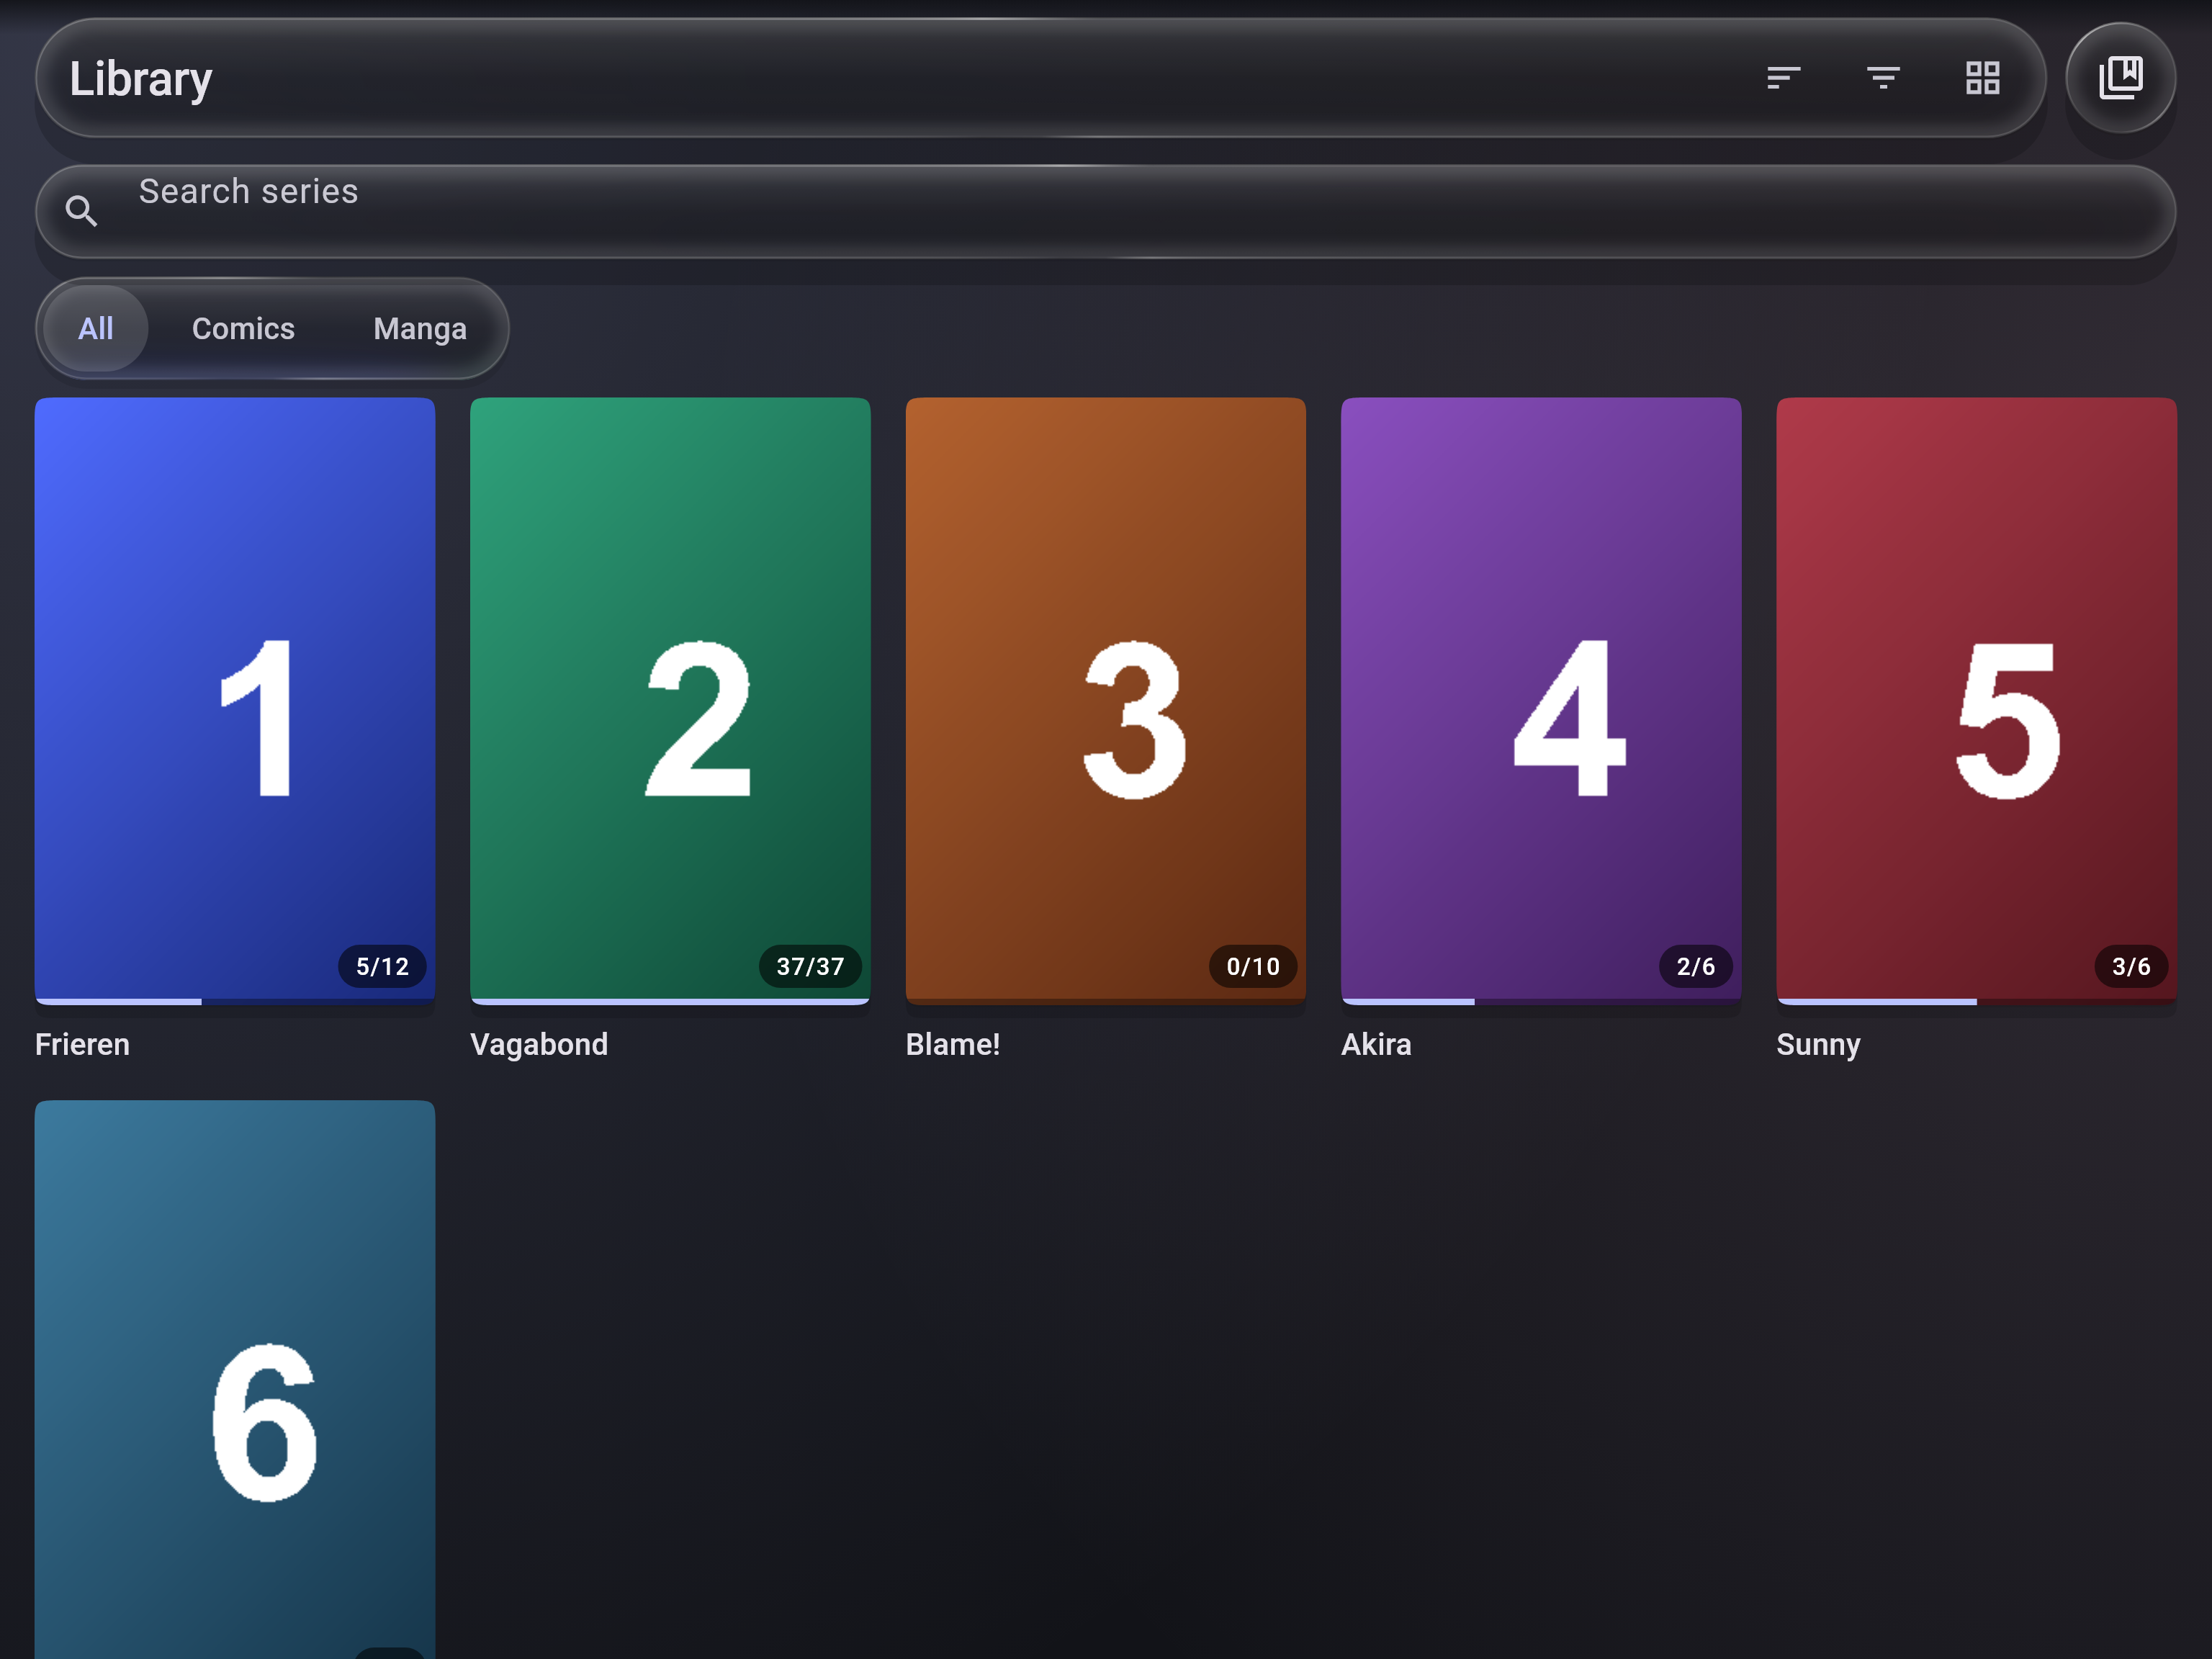 Library
Search series
All Comics Manga
1 2 3 4 5
5/12 37/37 0/10 2/6 3/6
Frieren Vagabond Blame! Akira Sunny
6